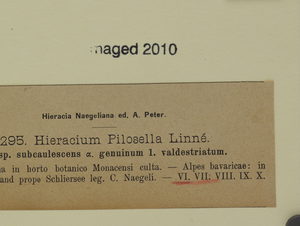 naged 2010
Hieracia Naegeliana ed. A. Peter.
295. Hieracium Pilosella Linné.
sp. subcaulescens α. genuinum 1. valdestriatum.
in horto botanico Monacensi culta. — Alpes bavaricae: in
prope Schliersee leg. C. Naegeli. — VI. VII. VIII. IX. X.